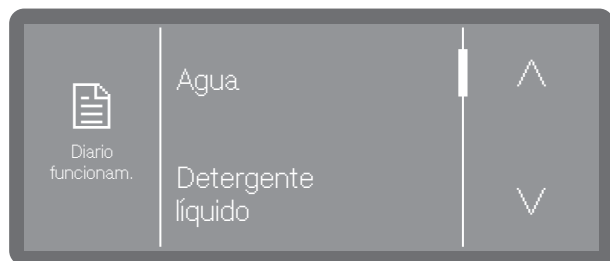 Diario
funcionam.
Agua
Detergente
líquido